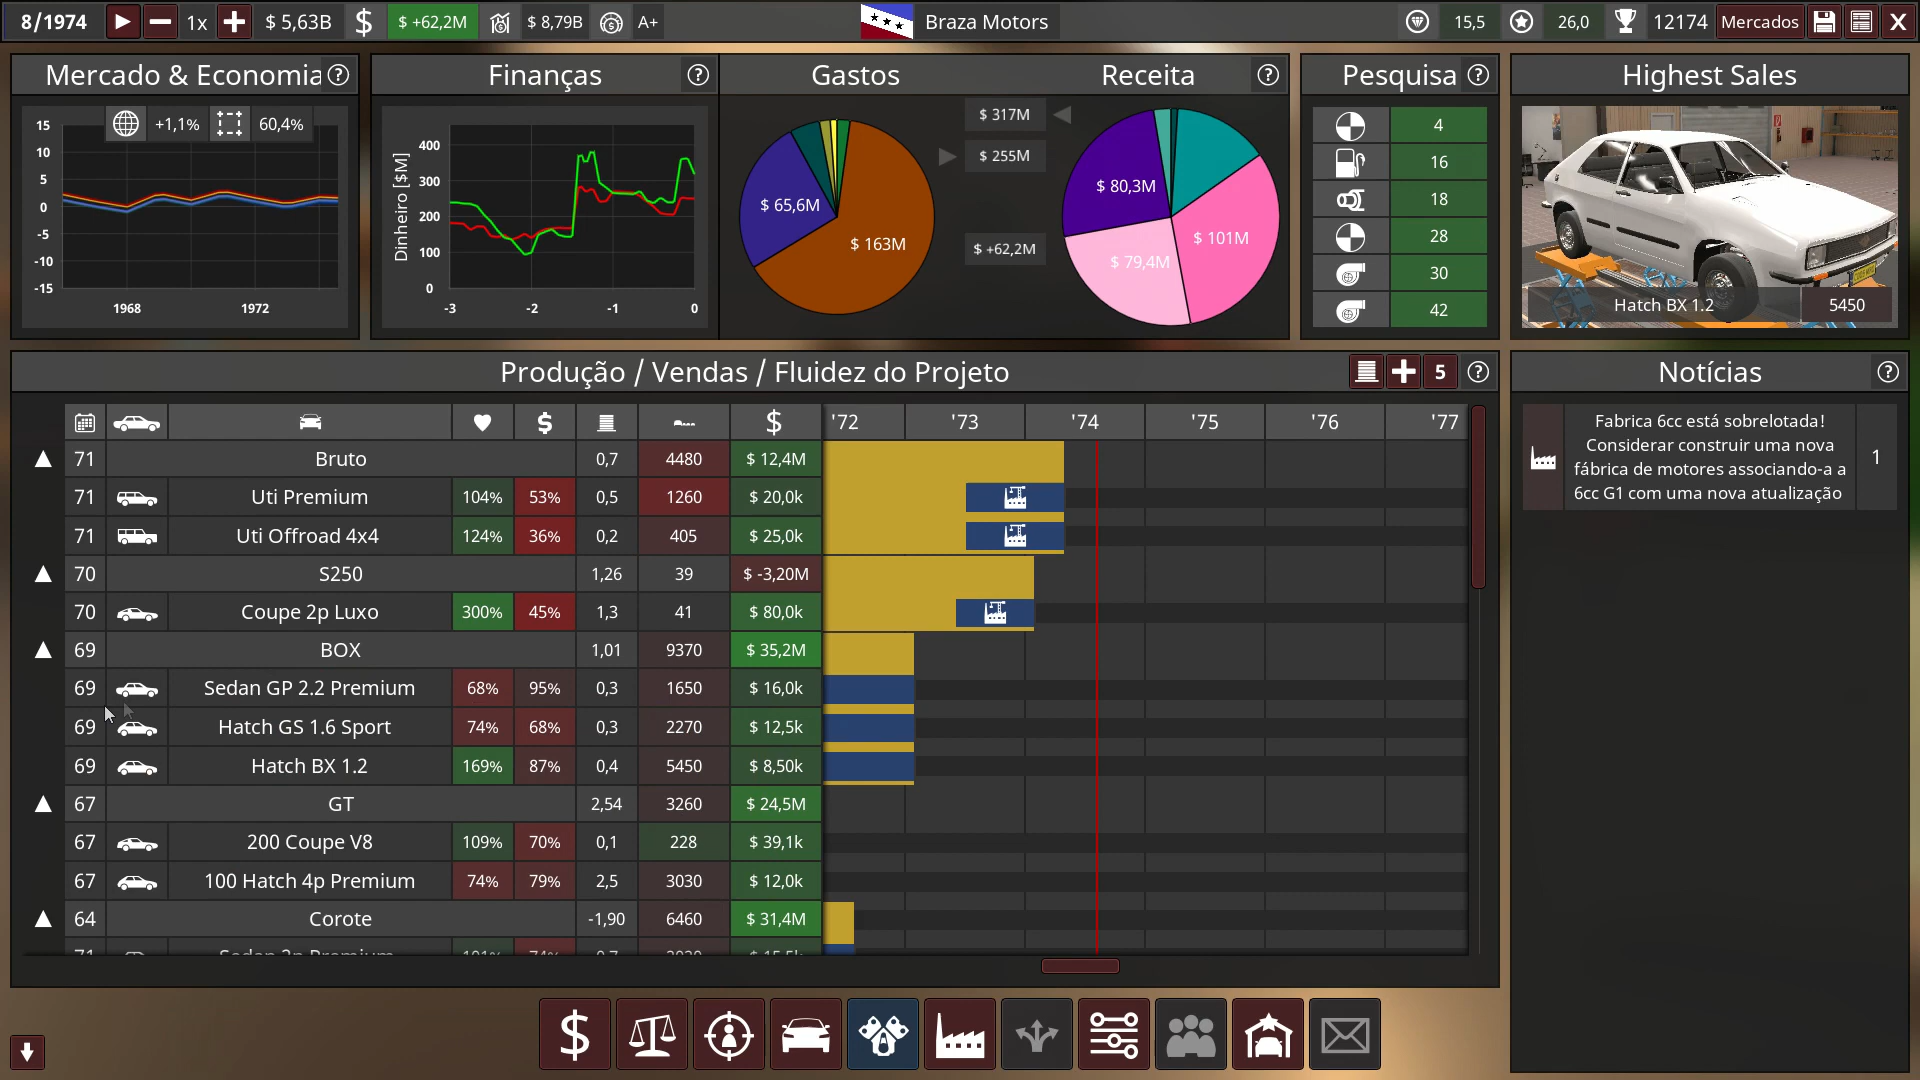 8/1974 1x $ 5,63B $ +62,2M $ 8,79B A+ Braza Motors 15,5 26,0 12174 Mercados
Mercado & Economia
+1,1% 60,4%
15
10
5
0
-5
-10
-15
1968 1972
Finanças
Dinheiro [$M]
400
300
200
100
0
-3 -2 -1 0
Gastos Receita
$ 317M
$ 255M
$ +62,2M
$ 65,6M
$ 163M
$ 80,3M
$ 101M
$ 79,4M
Pesquisa
4
16
18
28
30
42
Highest Sales
Hatch BX 1.2 5450
Produção / Vendas / Fluidez do Projeto 5
$ $ '72 '73 '74 '75 '76 '77
71 Bruto 0,7 4480 $ 12,4M
71 Uti Premium 104% 53% 0,5 1260 $ 20,0k
71 Uti Offroad 4x4 124% 36% 0,2 405 $ 25,0k
70 S250 1,26 39 $ -3,20M
70 Coupe 2p Luxo 300% 45% 1,3 41 $ 80,0k
69 BOX 1,01 9370 $ 35,2M
69 Sedan GP 2.2 Premium 68% 95% 0,3 1650 $ 16,0k
69 Hatch GS 1.6 Sport 74% 68% 0,3 2270 $ 12,5k
69 Hatch BX 1.2 169% 87% 0,4 5450 $ 8,50k
67 GT 2,54 3260 $ 24,5M
67 200 Coupe V8 109% 70% 0,1 228 $ 39,1k
67 100 Hatch 4p Premium 74% 79% 2,5 3030 $ 12,0k
64 Corote -1,90 6460 $ 31,4M
71 Sedan 2p Premium
Notícias
Fabrica 6cc está sobrelotada!
Considerar construir uma nova
fábrica de motores associando-a a
6cc G1 com uma nova atualização
1